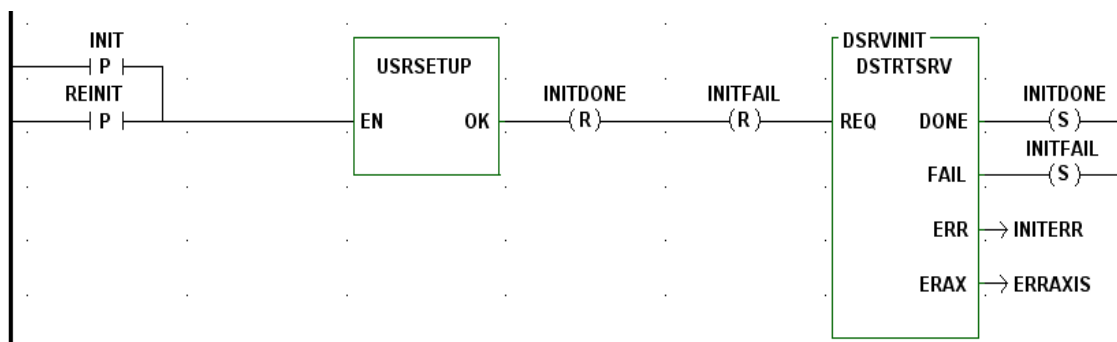 DSRVINIT
INIT
P
USRSETUP
DSTRTSRV
REINIT
INITDONE
INITFAIL
INITDONE
P
EN
OK
R
R
REQ
DONE
S
INITFAIL
FAIL
S
ERR
INITERR
ERAX
ERRAXIS